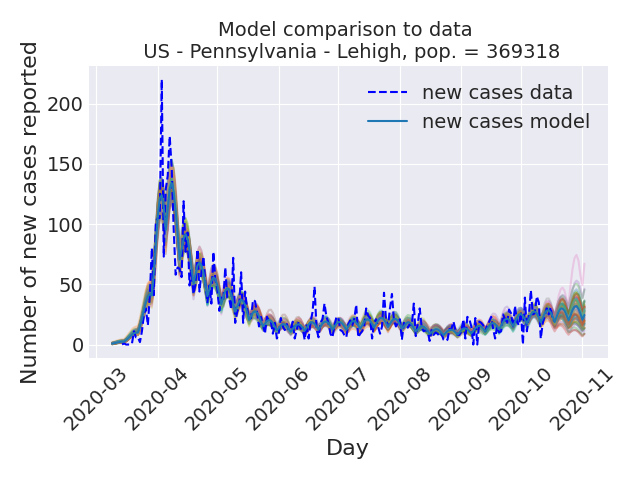 Model comparison to data
US - Pennsylvania - Lehigh, pop. = 369318
Number of new cases reported
200
150
100
50
0
new cases data
new cases model
2020-03
2020-04
2020-05
2020-06
2020-07
2020-08
2020-09
2020-10
2020-11
Day